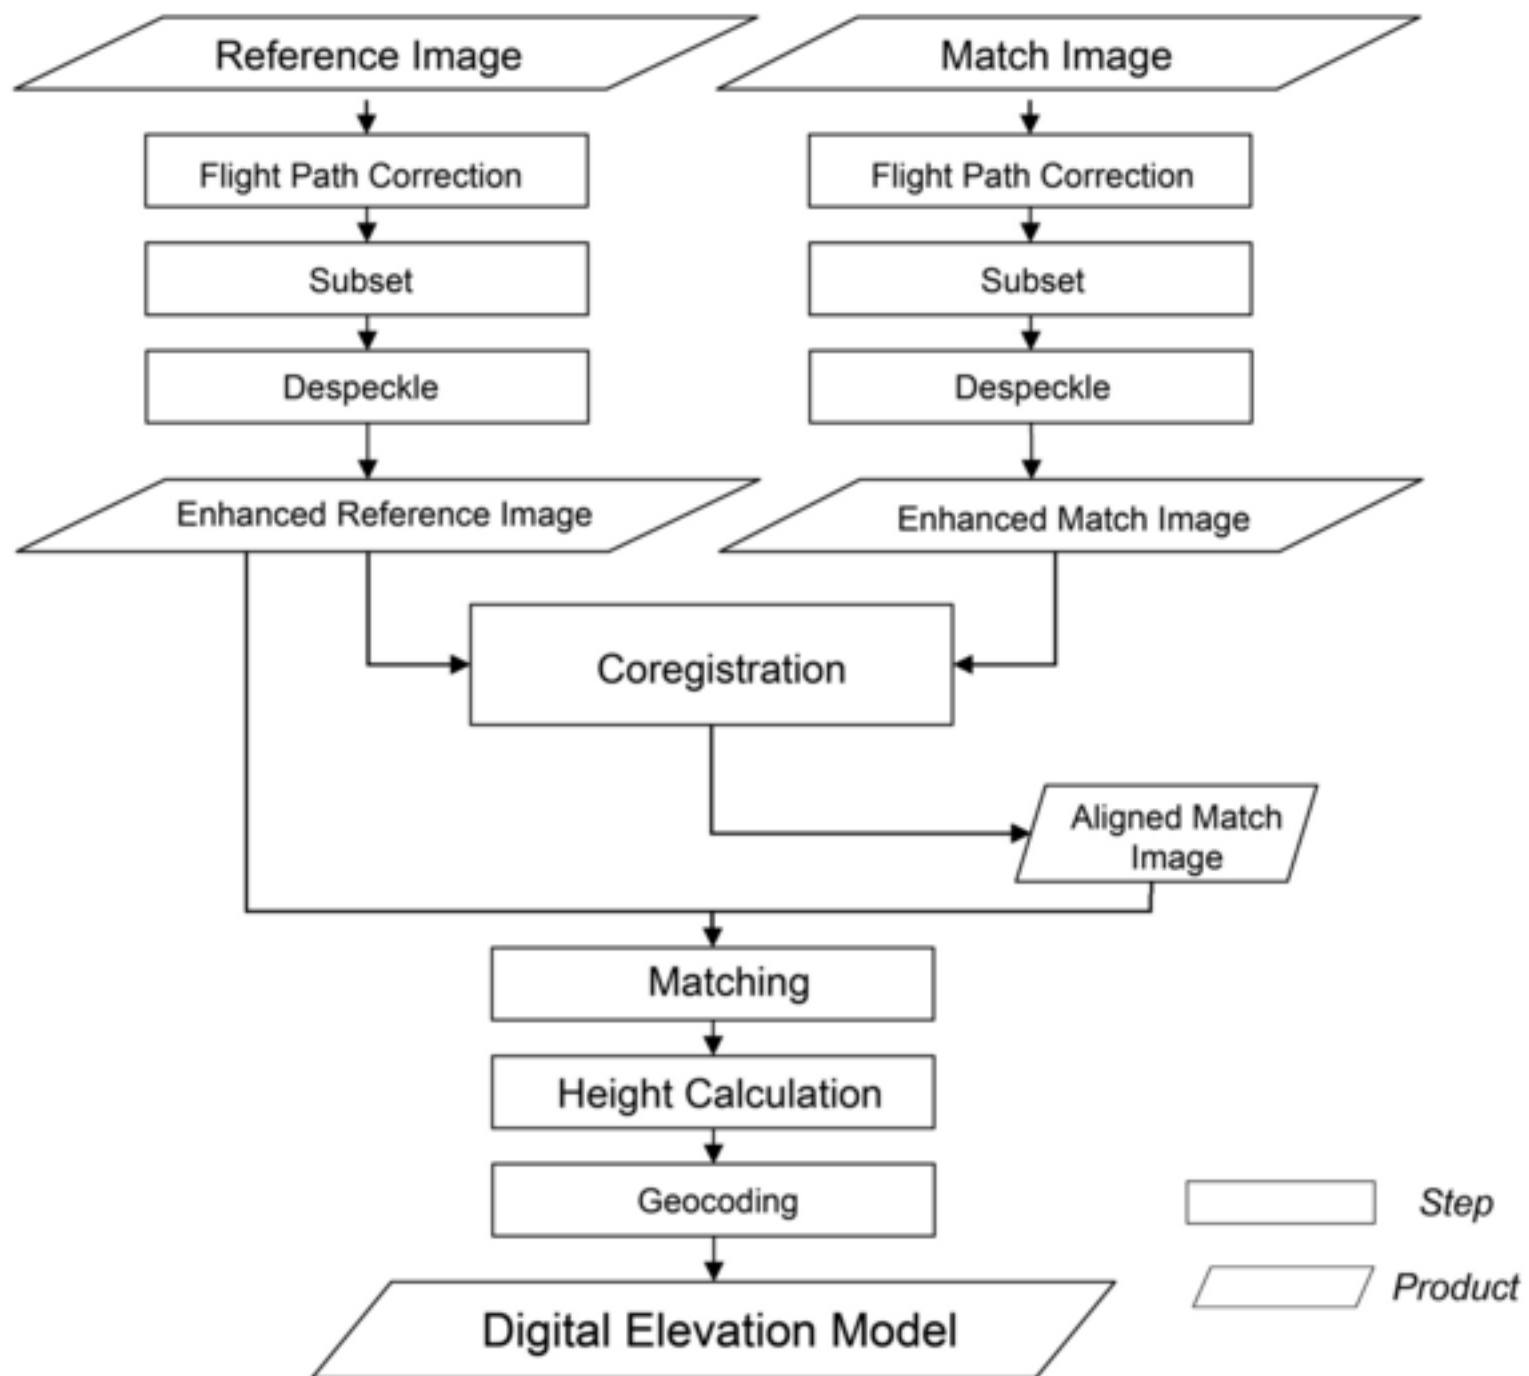 Reference Image
Match Image
Flight Path Correction
Flight Path Correction
Subset
Subset
Despeckle
Despeckle
Enhanced Reference Image
Enhanced Match Image
Coregistration
Aligned Match
Image
Matching
Height Calculation
Geocoding
Step
Product
Digital Elevation Model